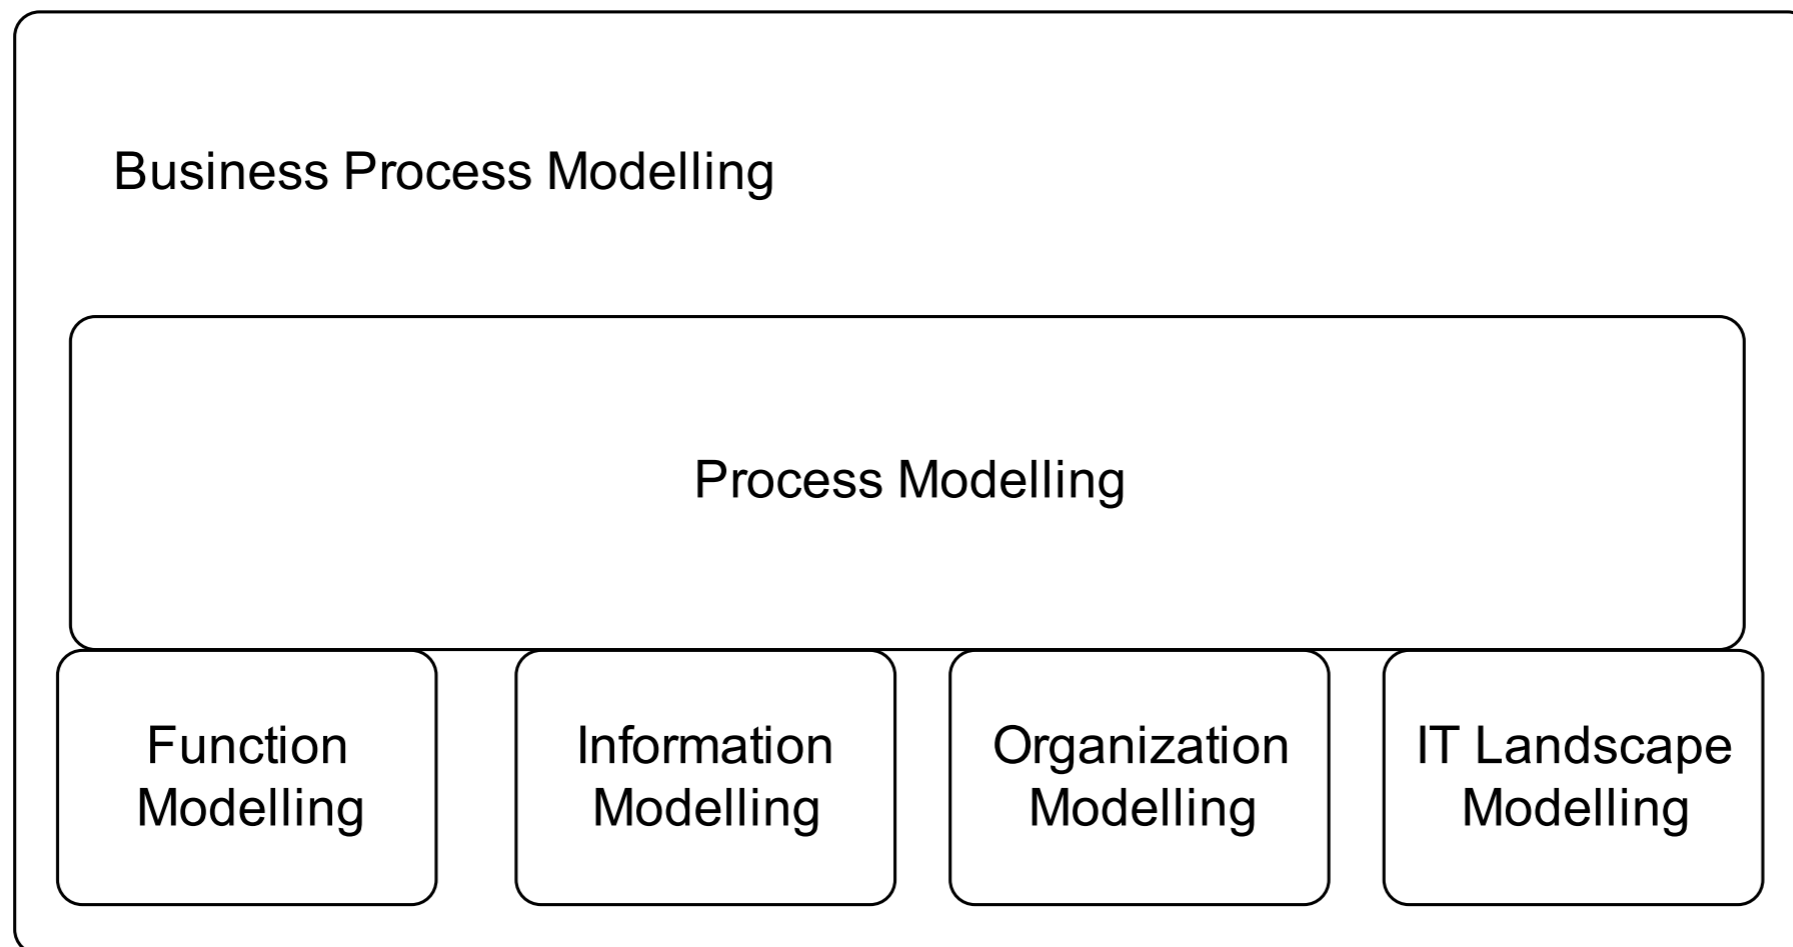 Business Process Modelling
Process Modelling
Function
Modelling
Information
Modelling
Organization
Modelling
IT Landscape
Modelling